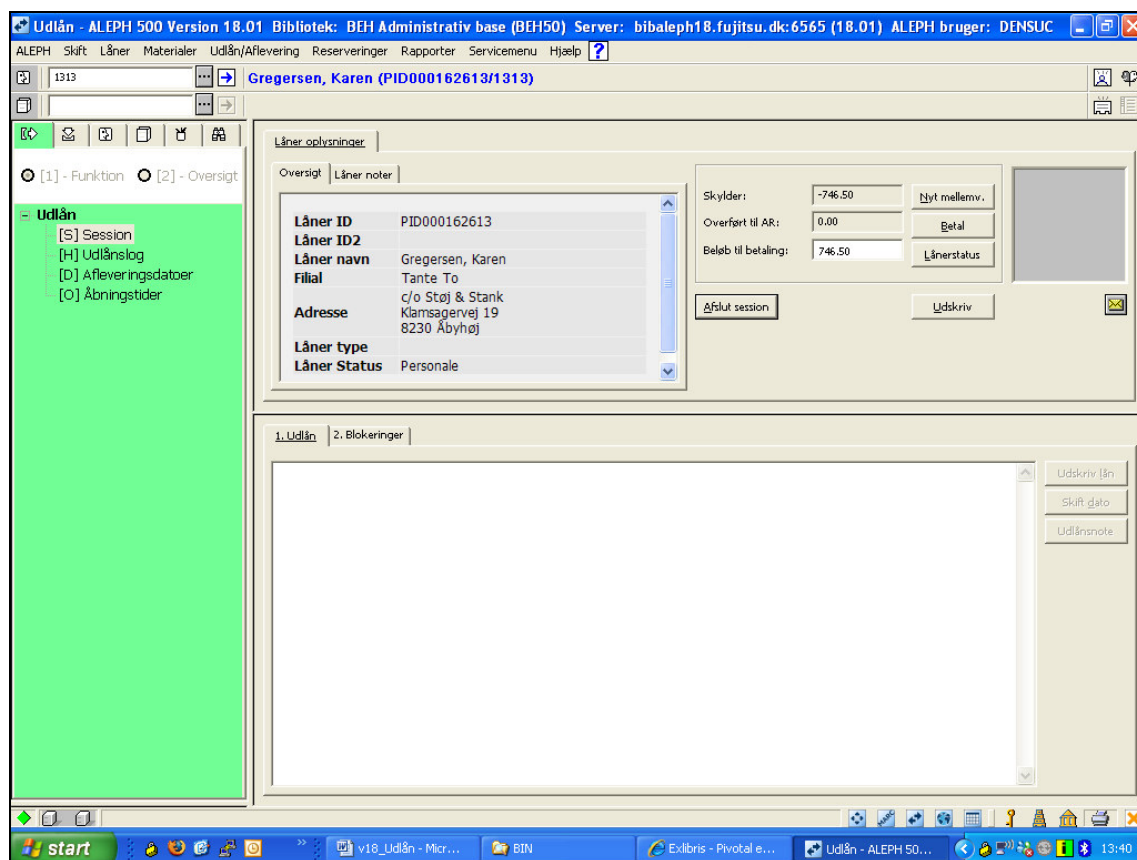 Udlån - ALEPH 500 Version 18.01 Bibliotek: BEH Administrativ base (BEH50) Server: bibaleph18.fujitsu.dk:6565 (18.01) ALEPH bruger: DENSUC
ALEPH Skift Låner Materialer Udlån/Aflevering Reserveringer Rapporter Servicemenu Hjælp ?
1313 ... Gregersen, Karen (PID000162613/1313)
...
[1] - Funktion [2] - Oversigt
Udlån
[S] Session
[H] Udlånslog
[D] Afleveringsdatoer
[O] Åbningstider
Låner oplysninger
Oversigt Låner noter
Låner ID PID000162613
Låner ID2
Låner navn Gregersen, Karen
Filial Tante To
Adresse c/o Støj & Stank
Klamsagervej 19
8230 Åbyhøj
Låner type
Låner Status Personale
Skylder: -746.50 Nyt mellemv.
Overført til AR: 0.00 Betal
Beløb til betaling: 746.50 Lånerstatus
Afslut session Udskriv
1. Udlån 2. Blokeringer
Udskriv lån
Skift dato
Udlånsnote
start v18_Udlån - Micr... BIN Exlibris - Pivotal e... Udlån - ALEPH 50... 13:40